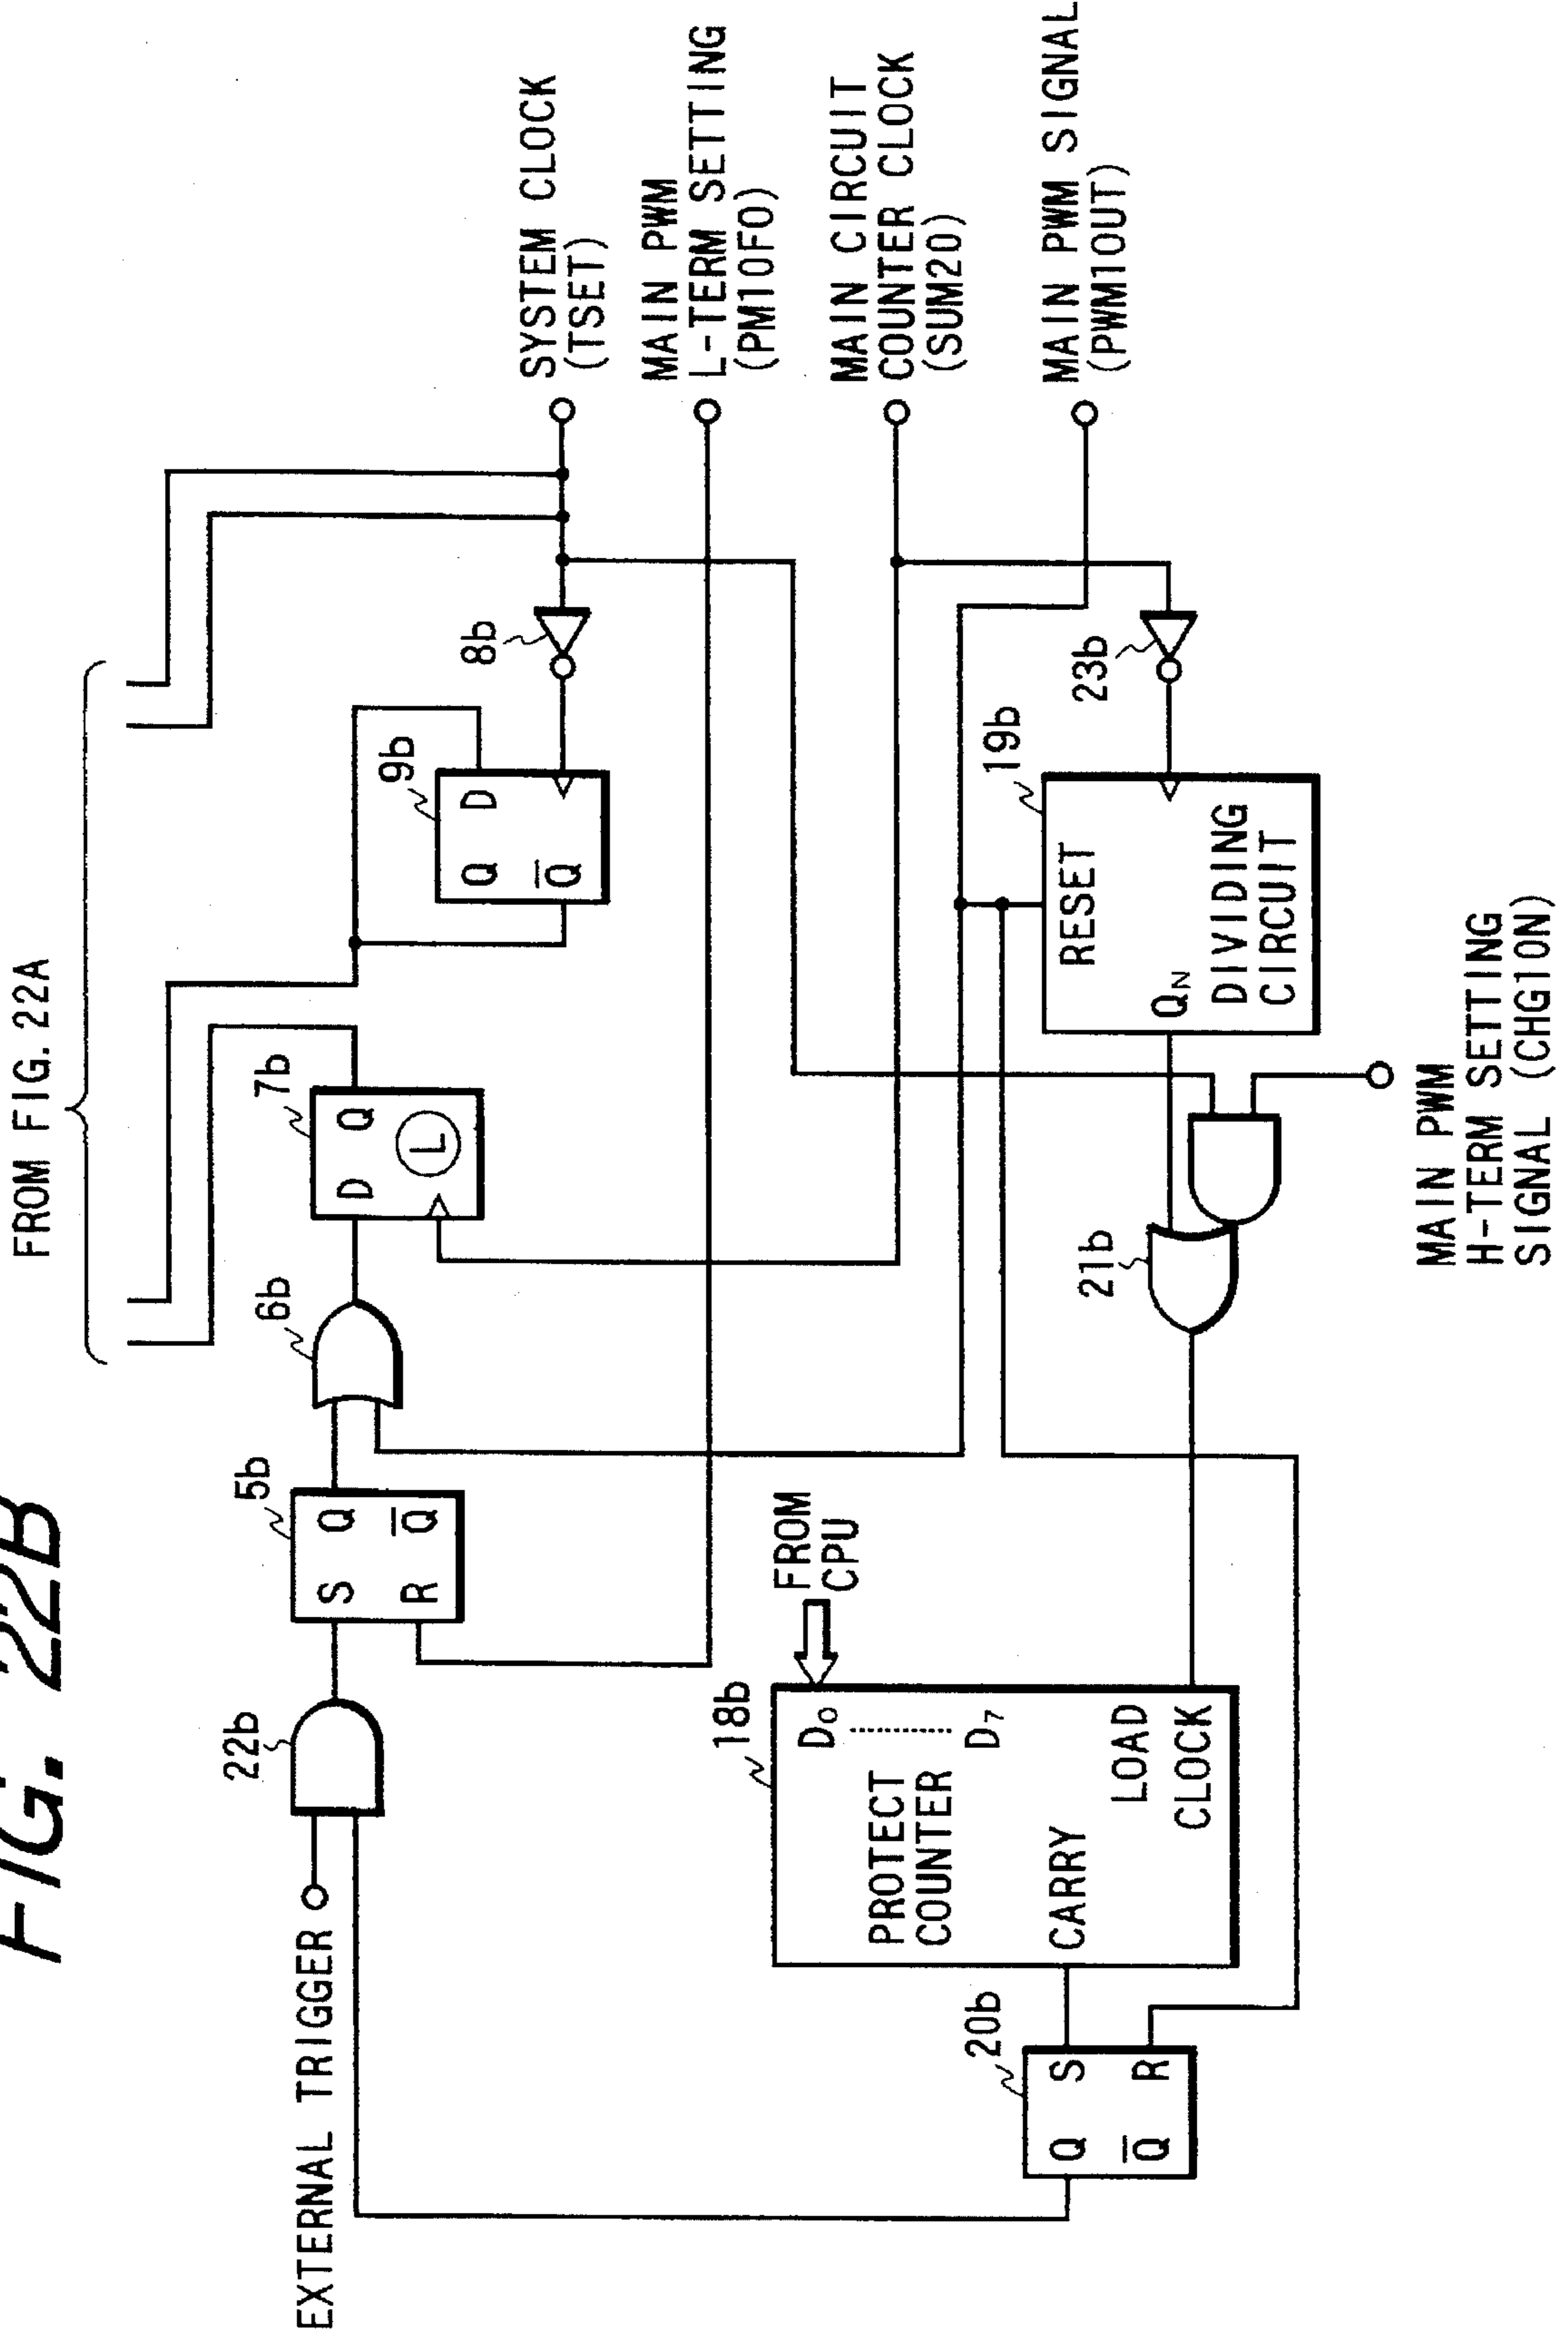 FIG. 22B
FROM FIG. 22A
EXTERNAL TRIGGER
22b
5b
S
Q
R
Q̅
6b
7b
D
Q
L
9b
Q
D
Q̅
8b
SYSTEM CLOCK
(TSET)
MAIN PWM
L-TERM SETTING
(PM10F0)
MAIN CIRCUIT
COUNTER CLOCK
(SUM20)
MAIN PWM SIGNAL
(PWM1OUT)
FROM
CPU
18b
D0
D7
PROTECT
COUNTER
LOAD
CARRY
CLOCK
20b
Q
S
Q̅
R
21b
19b
RESET
QN
DIVIDING
CIRCUIT
23b
MAIN PWM
H-TERM SETTING
SIGNAL (CHG10N)